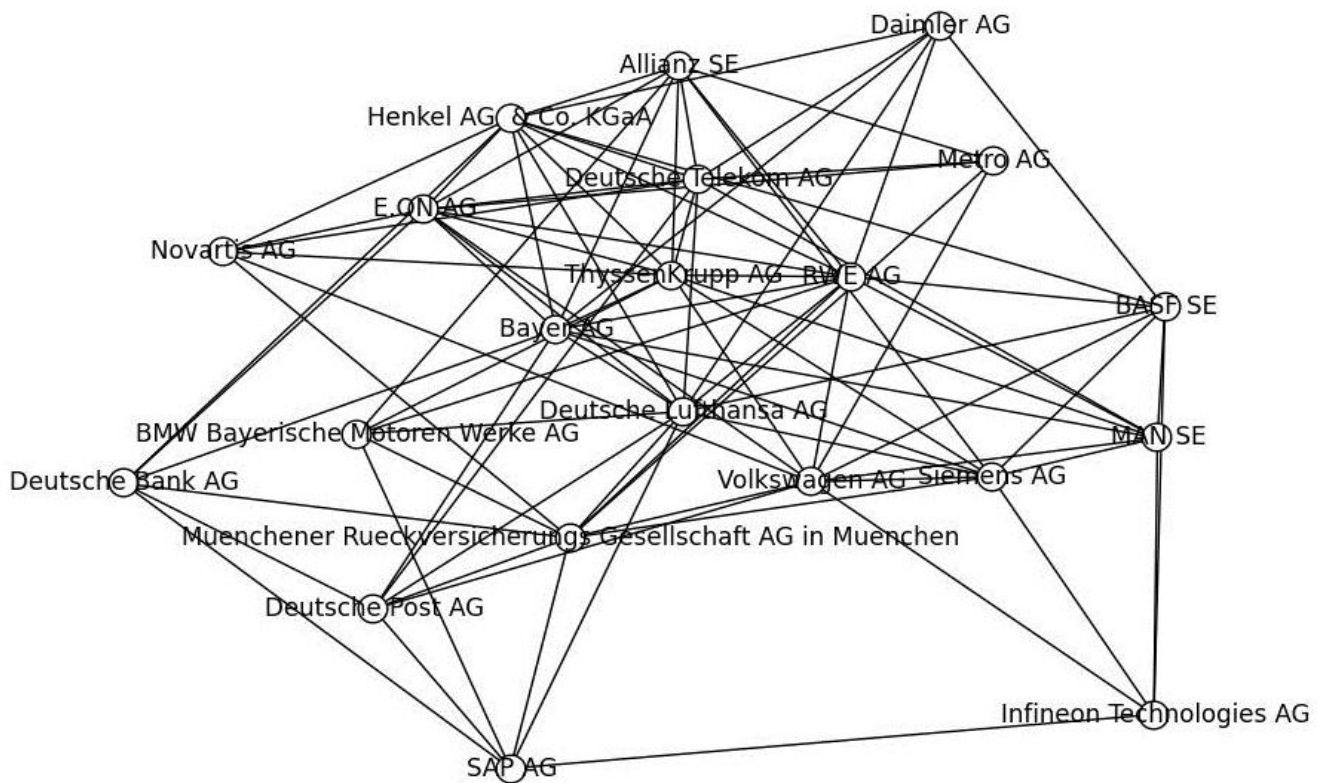 Daimler AG
Allianz SE
Henkel AG & Co. KGaA
Metro AG
Deutsche Telekom AG
E.ON AG
Novartis AG
ThyssenKrupp AG
RWE AG
BASF SE
Bayer AG
Deutsche Lufthansa AG
BMW Bayerische Motoren Werke AG
MAN SE
Deutsche Bank AG
Volkswagen AG
Siemens AG
Muenchener Rueckversicherungs Gesellschaft AG in Muenchen
Deutsche Post AG
Infineon Technologies AG
SAP AG